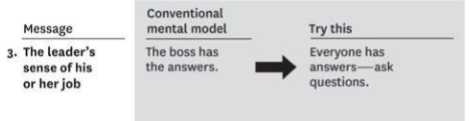 Message
Conventional
mental model
Try this
3. The leader's
sense of his
or her job
The boss has
the answers.
Everyone has
answers—ask
questions.